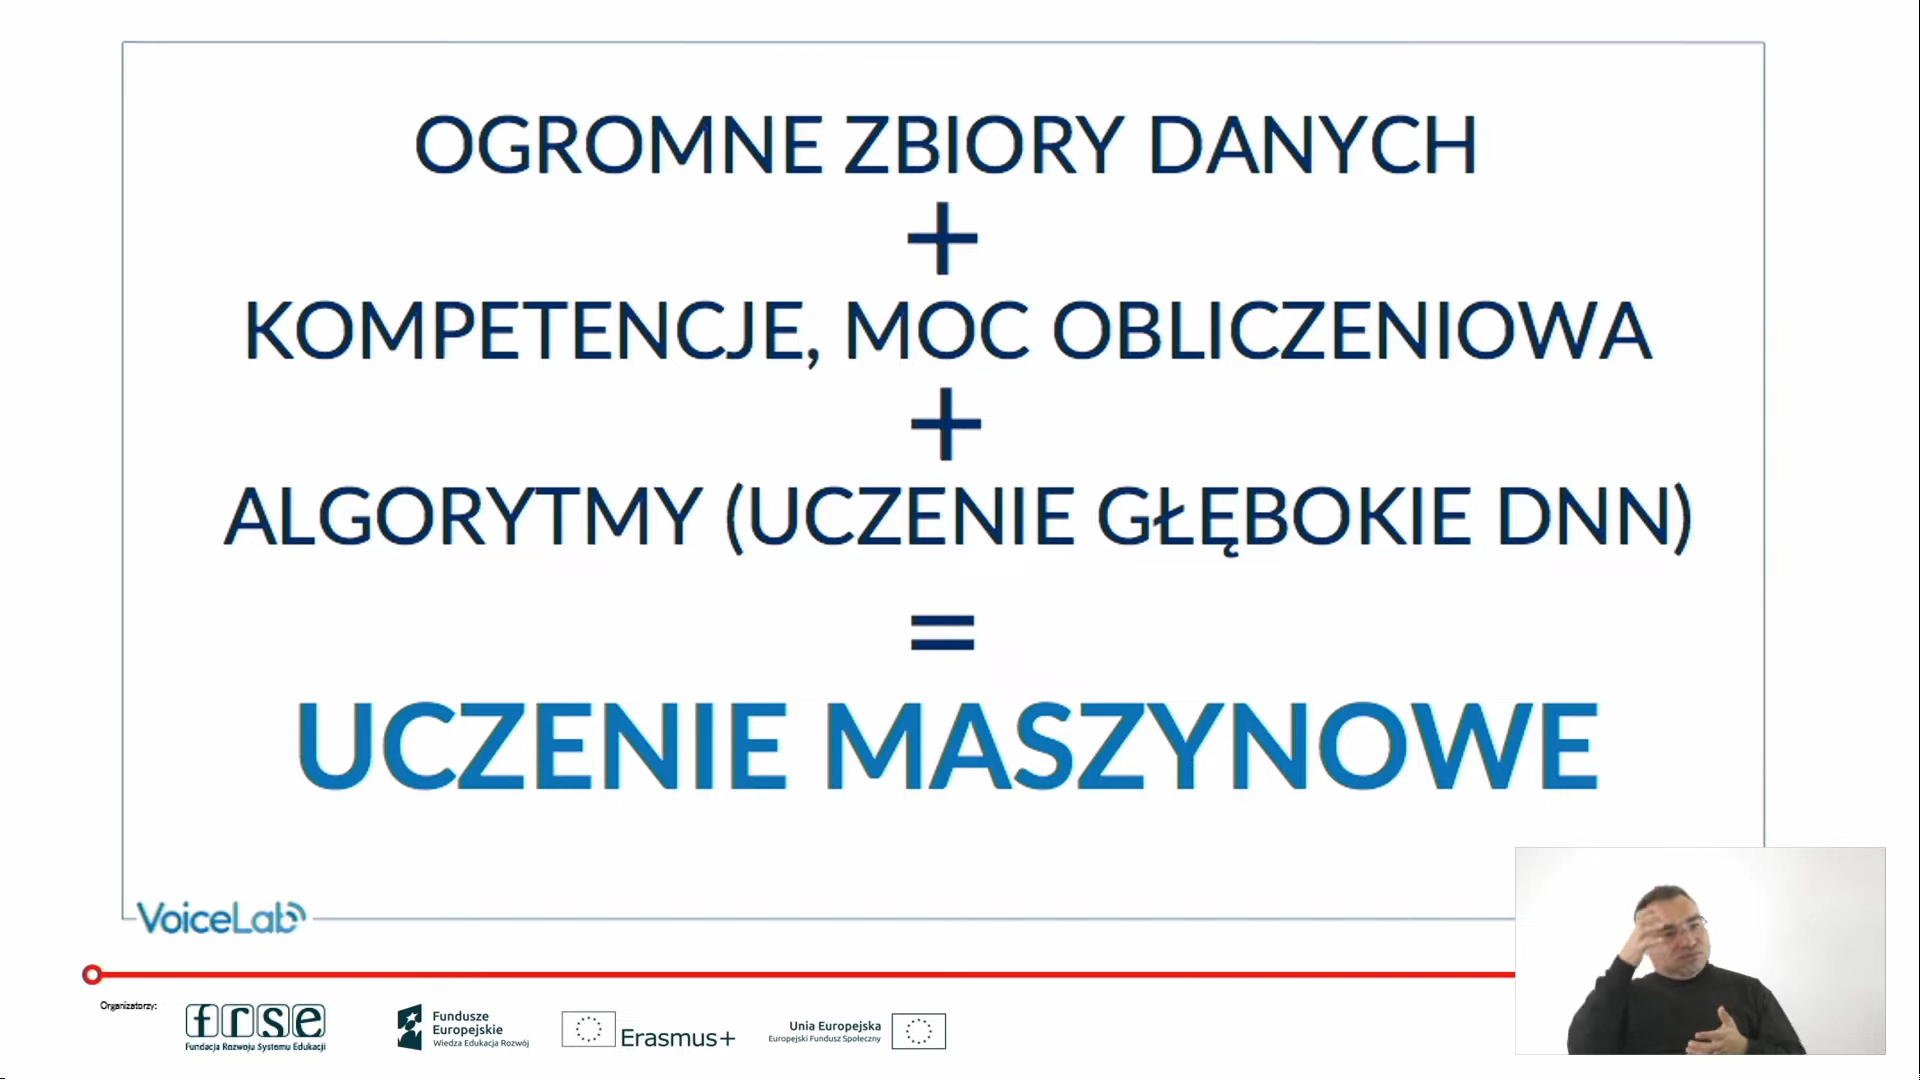 OGROMNE ZBIORY DANYCH
+
KOMPETENCJE, MOC OBLICZENIOWA
+
ALGORYTMY (UCZENIE GŁĘBOKIE DNN)
=
UCZENIE MASZYNOWE
VoiceLab
Organizatorzy:
frse
Fundacja Rozwoju Systemu Edukacji
Fundusze
Europejskie
Wiedza Edukacja Rozwój
Erasmus+
Unia Europejska
Europejski Fundusz Społeczny